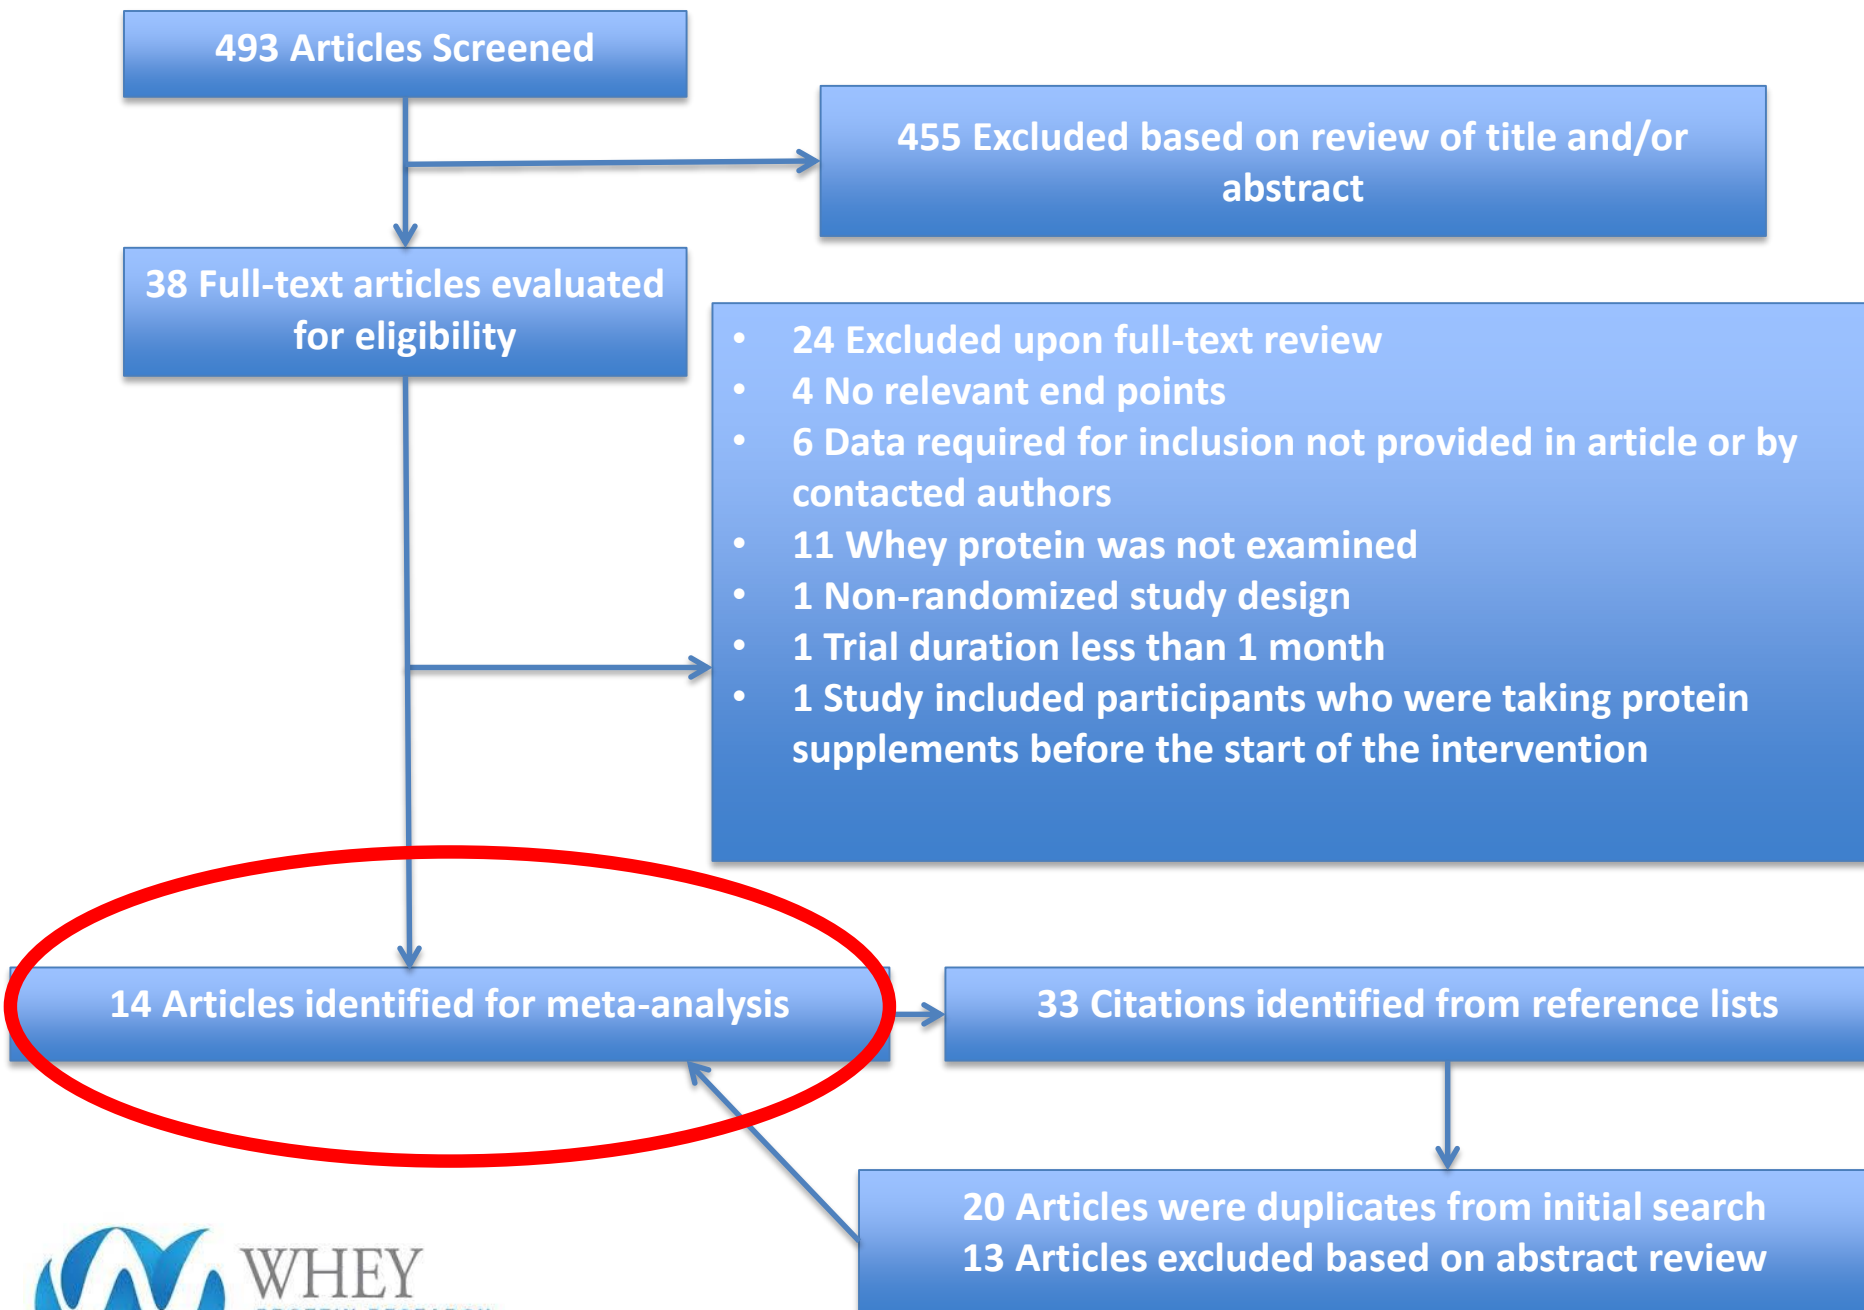 493 Articles Screened
455 Excluded based on review of title and/or
abstract
38 Full-text articles evaluated
for eligibility
• 24 Excluded upon full-text review
• 4 No relevant end points
• 6 Data required for inclusion not provided in article or by
contacted authors
• 11 Whey protein was not examined
• 1 Non-randomized study design
• 1 Trial duration less than 1 month
• 1 Study included participants who were taking protein
supplements before the start of the intervention
14 Articles identified for meta-analysis
33 Citations identified from reference lists
20 Articles were duplicates from initial search
13 Articles excluded based on abstract review
WHEY